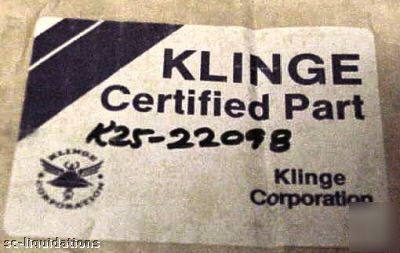 KLINGE
Certified Part
K25-22098
KLINGE
CORPORATION
Klinge
Corporation
sc-liquidations